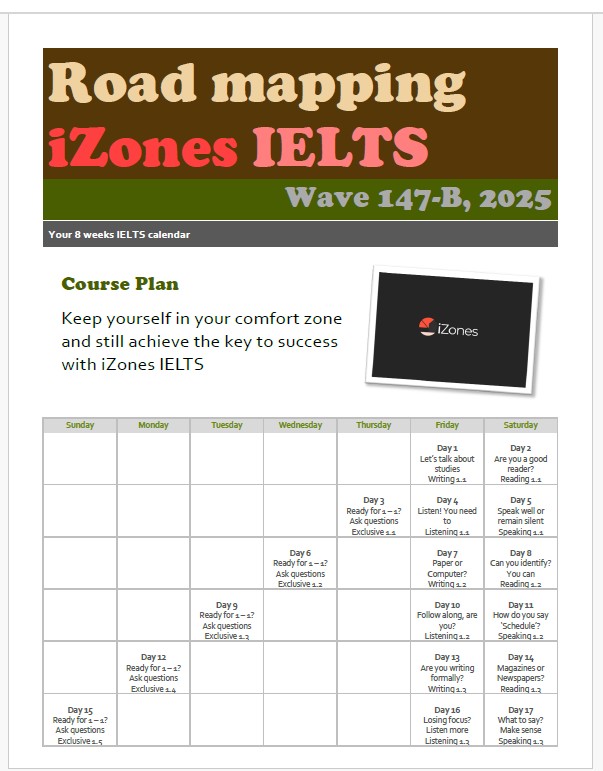 Road mapping
iZones IELTS
Wave 147-B, 2025
Your 8 weeks IELTS calendar
Course Plan
Keep yourself in your comfort zone
and still achieve the key to success
with iZones IELTS
iZones
Sunday Monday Tuesday Wednesday Thursday Friday Saturday
Day 1
Let's talk about
studies
Writing 1.1
Day 2
Are you a good
reader?
Reading 1.1
Day 3
Ready for 1–1?
Ask questions
Exclusive 1.1
Day 4
Listen! You need
to
Listening 1.1
Day 5
Speak well or
remain silent
Speaking 1.1
Day 6
Ready for 1–1?
Ask questions
Exclusive 1.2
Day 7
Paper or
Computer?
Writing 1.2
Day 8
Can you identify?
You can
Reading 1.2
Day 9
Ready for 1–1?
Ask questions
Exclusive 1.3
Day 10
Follow along, are
you?
Listening 1.2
Day 11
How do you say
'Schedule'?
Speaking 1.2
Day 12
Ready for 1–1?
Ask questions
Exclusive 1.4
Day 13
Are you writing
formally?
Writing 1.3
Day 14
Magazines or
Newspapers?
Reading 1.3
Day 15
Ready for 1–1?
Ask questions
Exclusive 1.5
Day 16
Losing focus?
Listen more
Listening 1.3
Day 17
What to say?
Make sense
Speaking 1.3